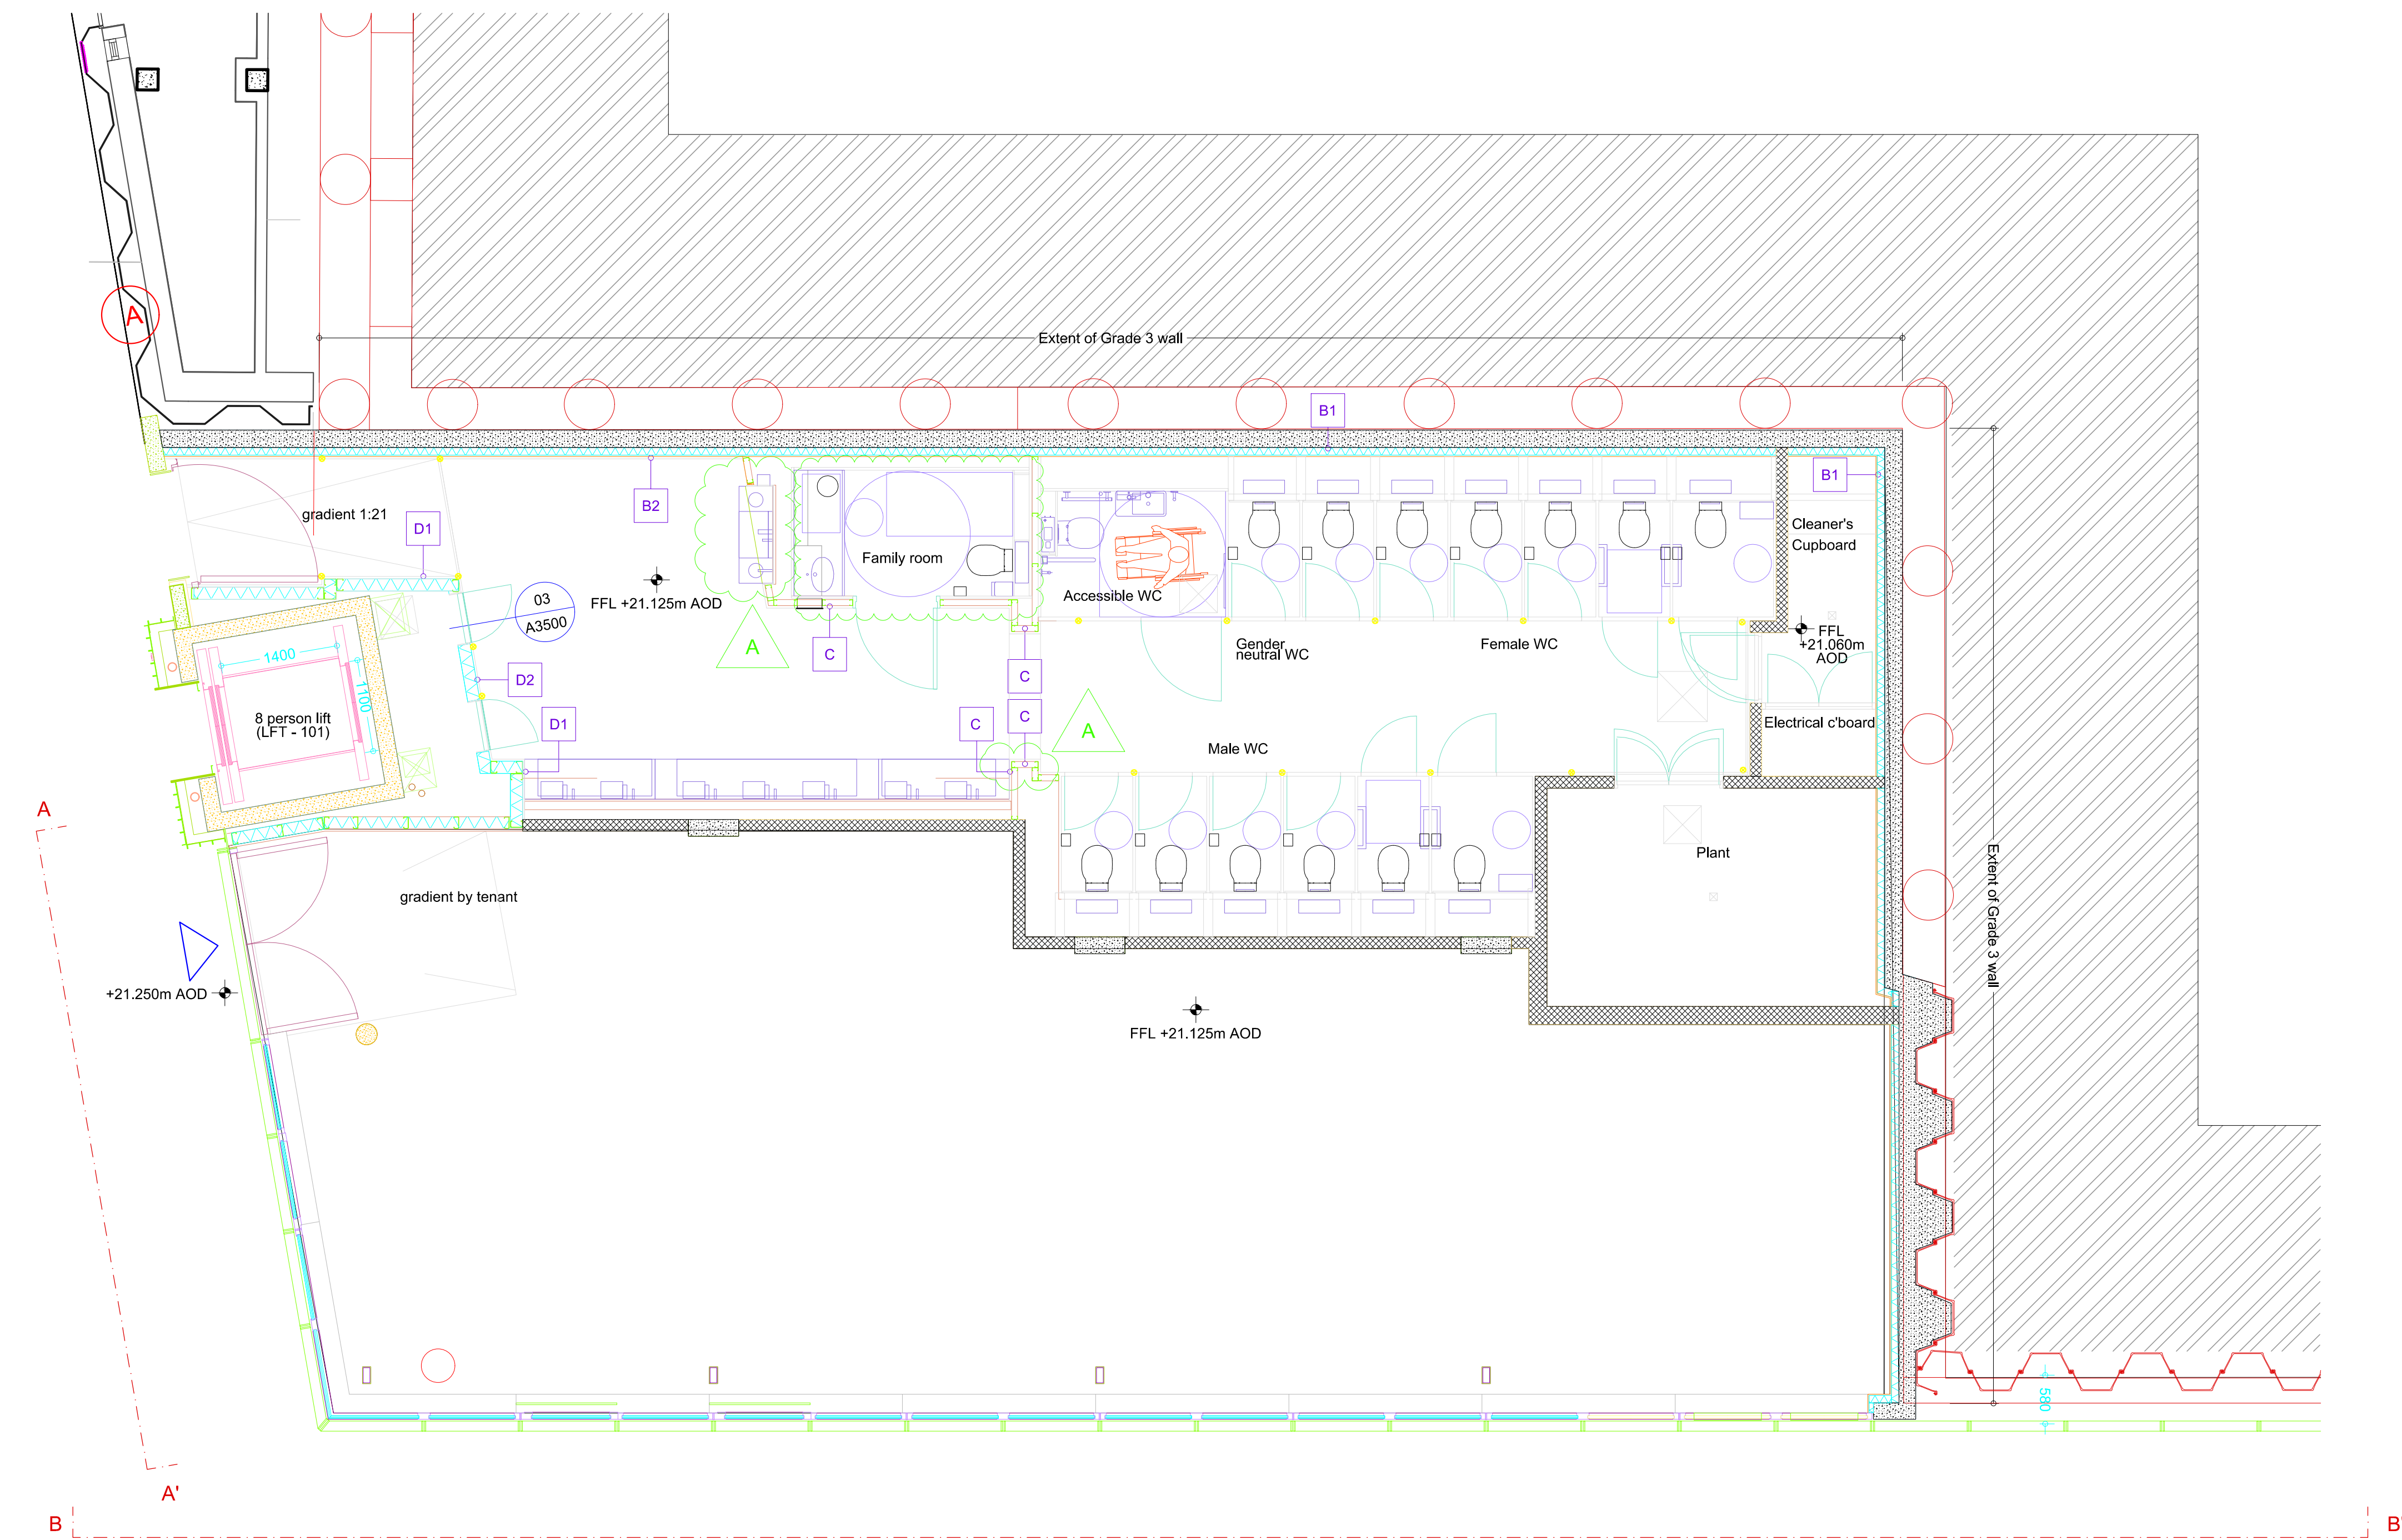 A
Extent of Grade 3 wall
B1
B1
B2
gradient 1:21
D1
Cleaner's
Cupboard
Family room
Accessible WC
03
A3500
FFL +21.125m AOD
A
C
C
Gender
neutral WC
Female WC
FFL
+21.060m
AOD
1400
1100
8 person lift
(LFT - 101)
D2
D1
C
C
A
Male WC
Electrical c'board
A
Plant
Extent of Grade 3 wall
gradient by tenant
+21.250m AOD
FFL +21.125m AOD
580
A'
B
B